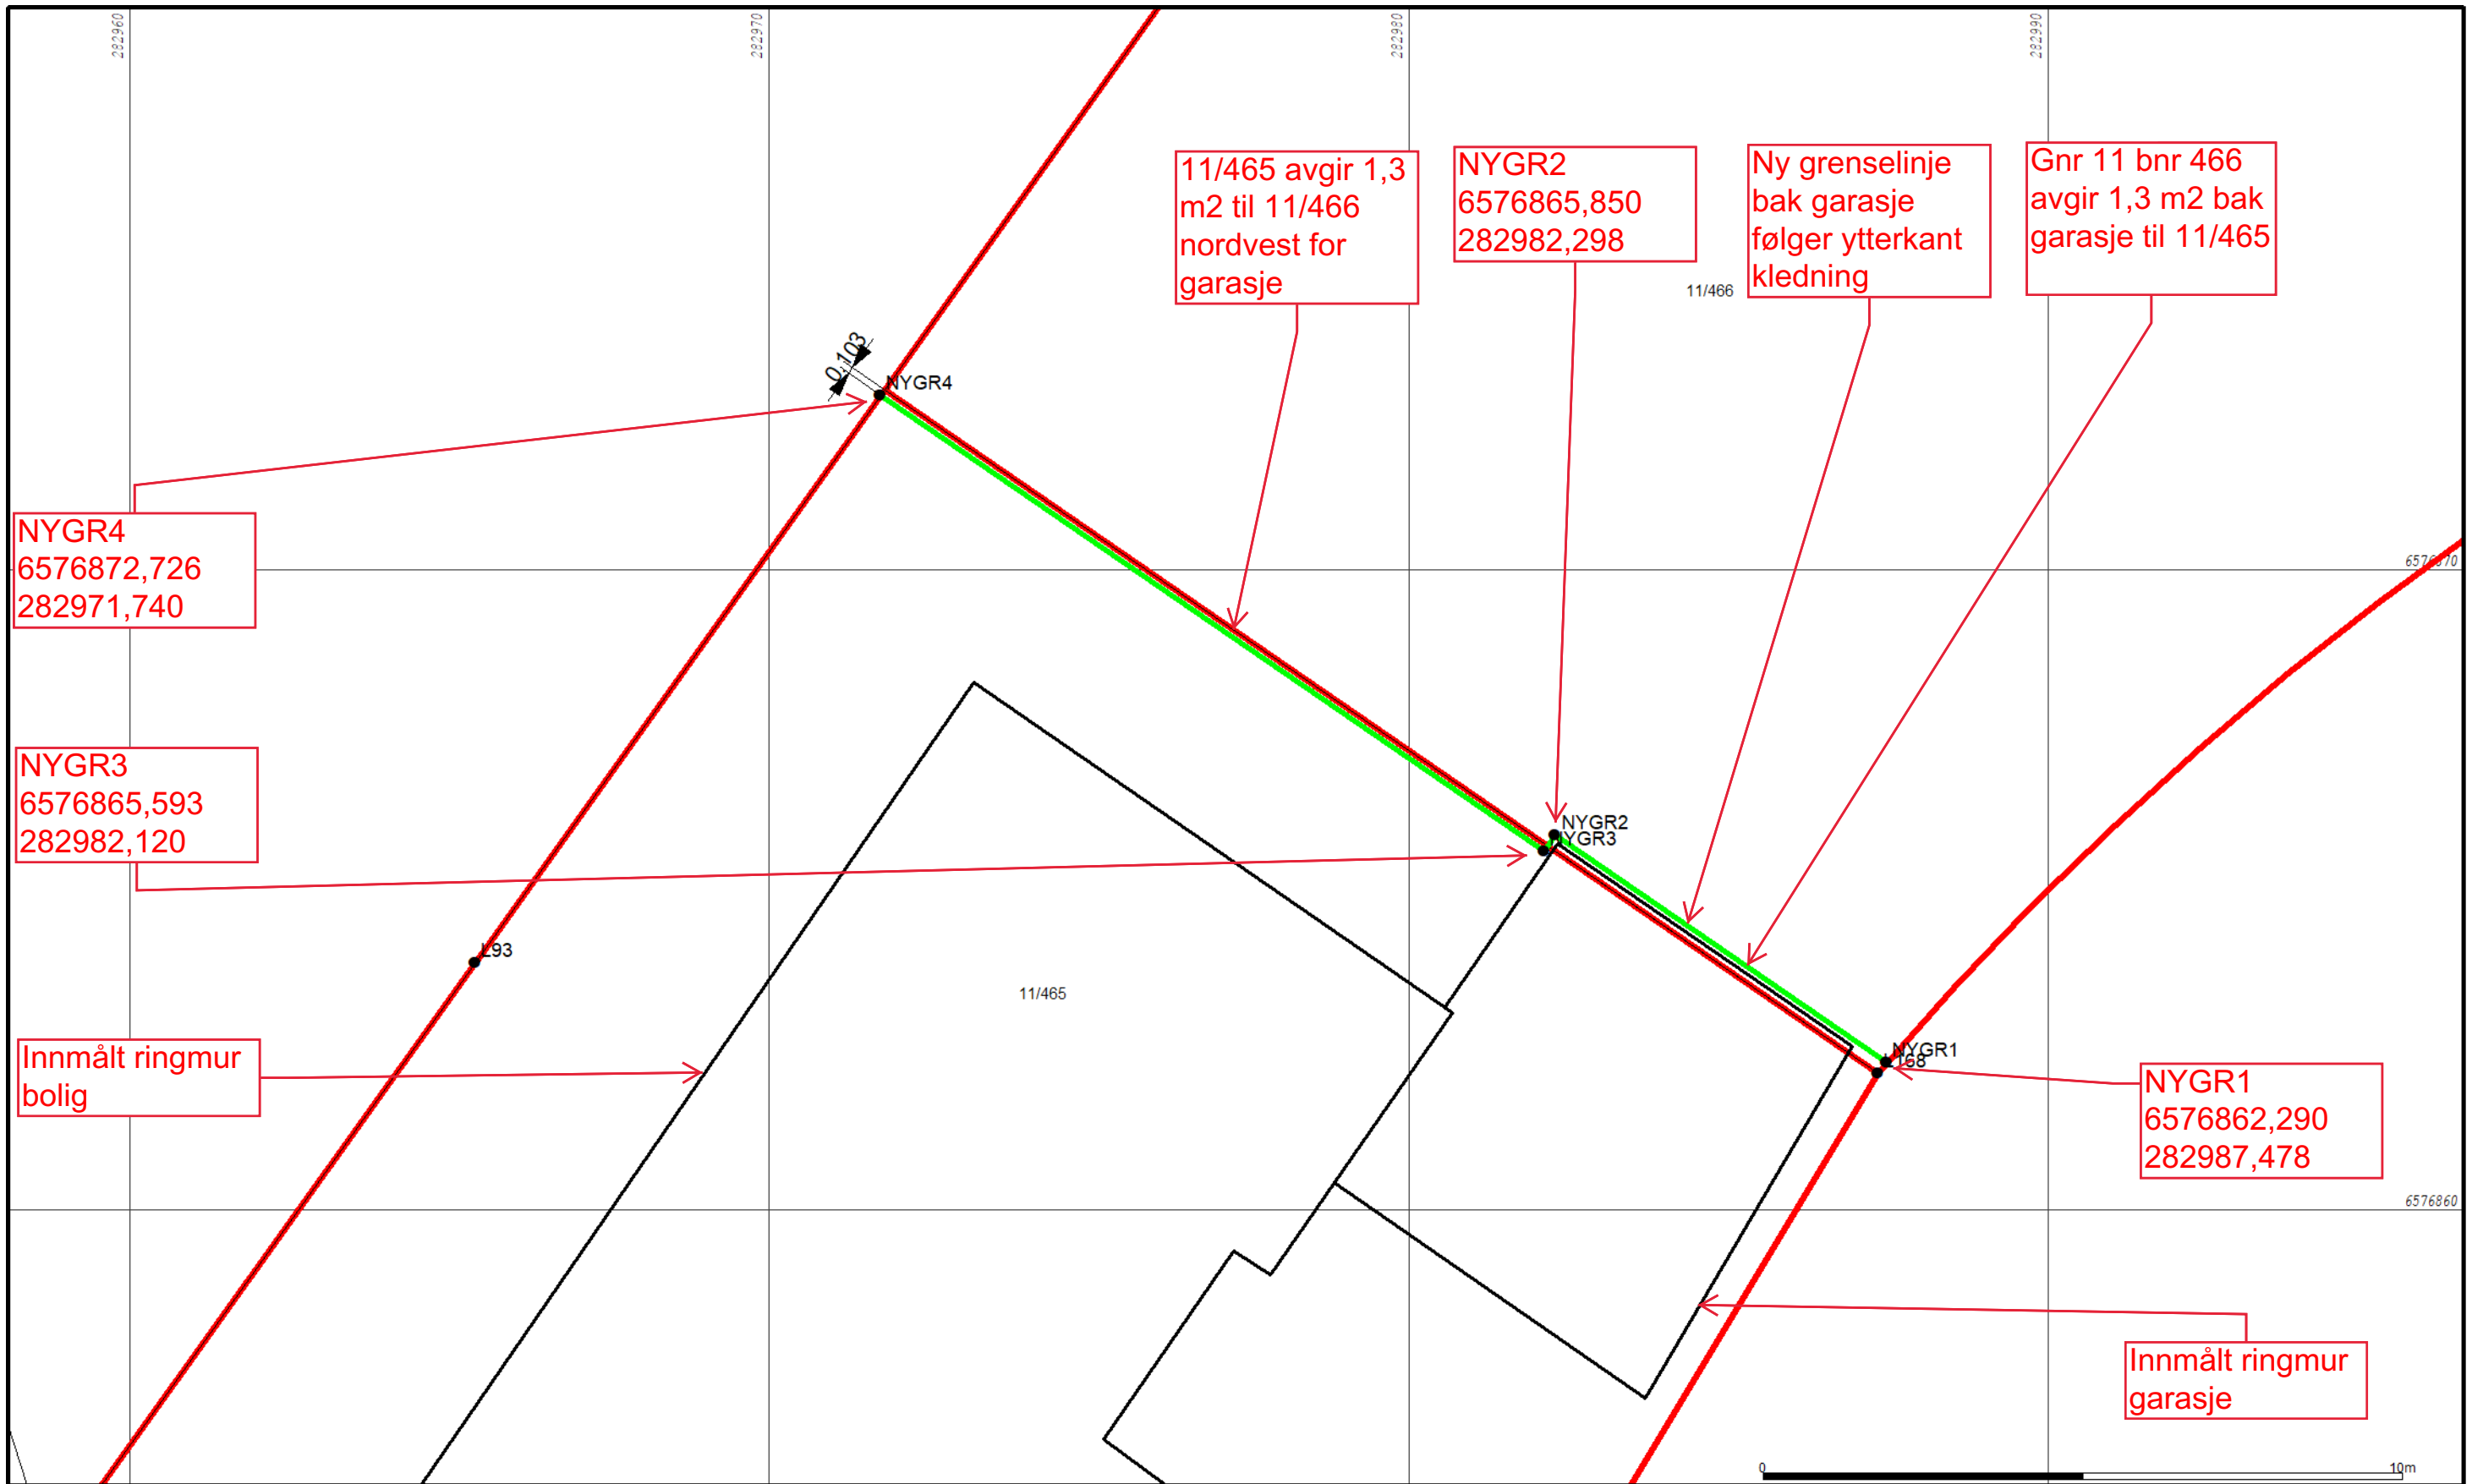 282960
282970
282980
282990
11/465 avgir 1,3
m2 til 11/466
nordvest for
garasje
NYGR2
6576865,850
282982,298
Ny grenselinje
bak garasje
følger ytterkant
kledning
Gnr 11 bnr 466
avgir 1,3 m2 bak
garasje til 11/465
11/466
0,103
NYGR4
NYGR4
6576872,726
282971,740
6576870
NYGR3
6576865,593
282982,120
NYGR2
NYGR3
L93
11/465
Innmålt ringmur
bolig
NYGR1
L168
NYGR1
6576862,290
282987,478
6576860
Innmålt ringmur
garasje
0
10m